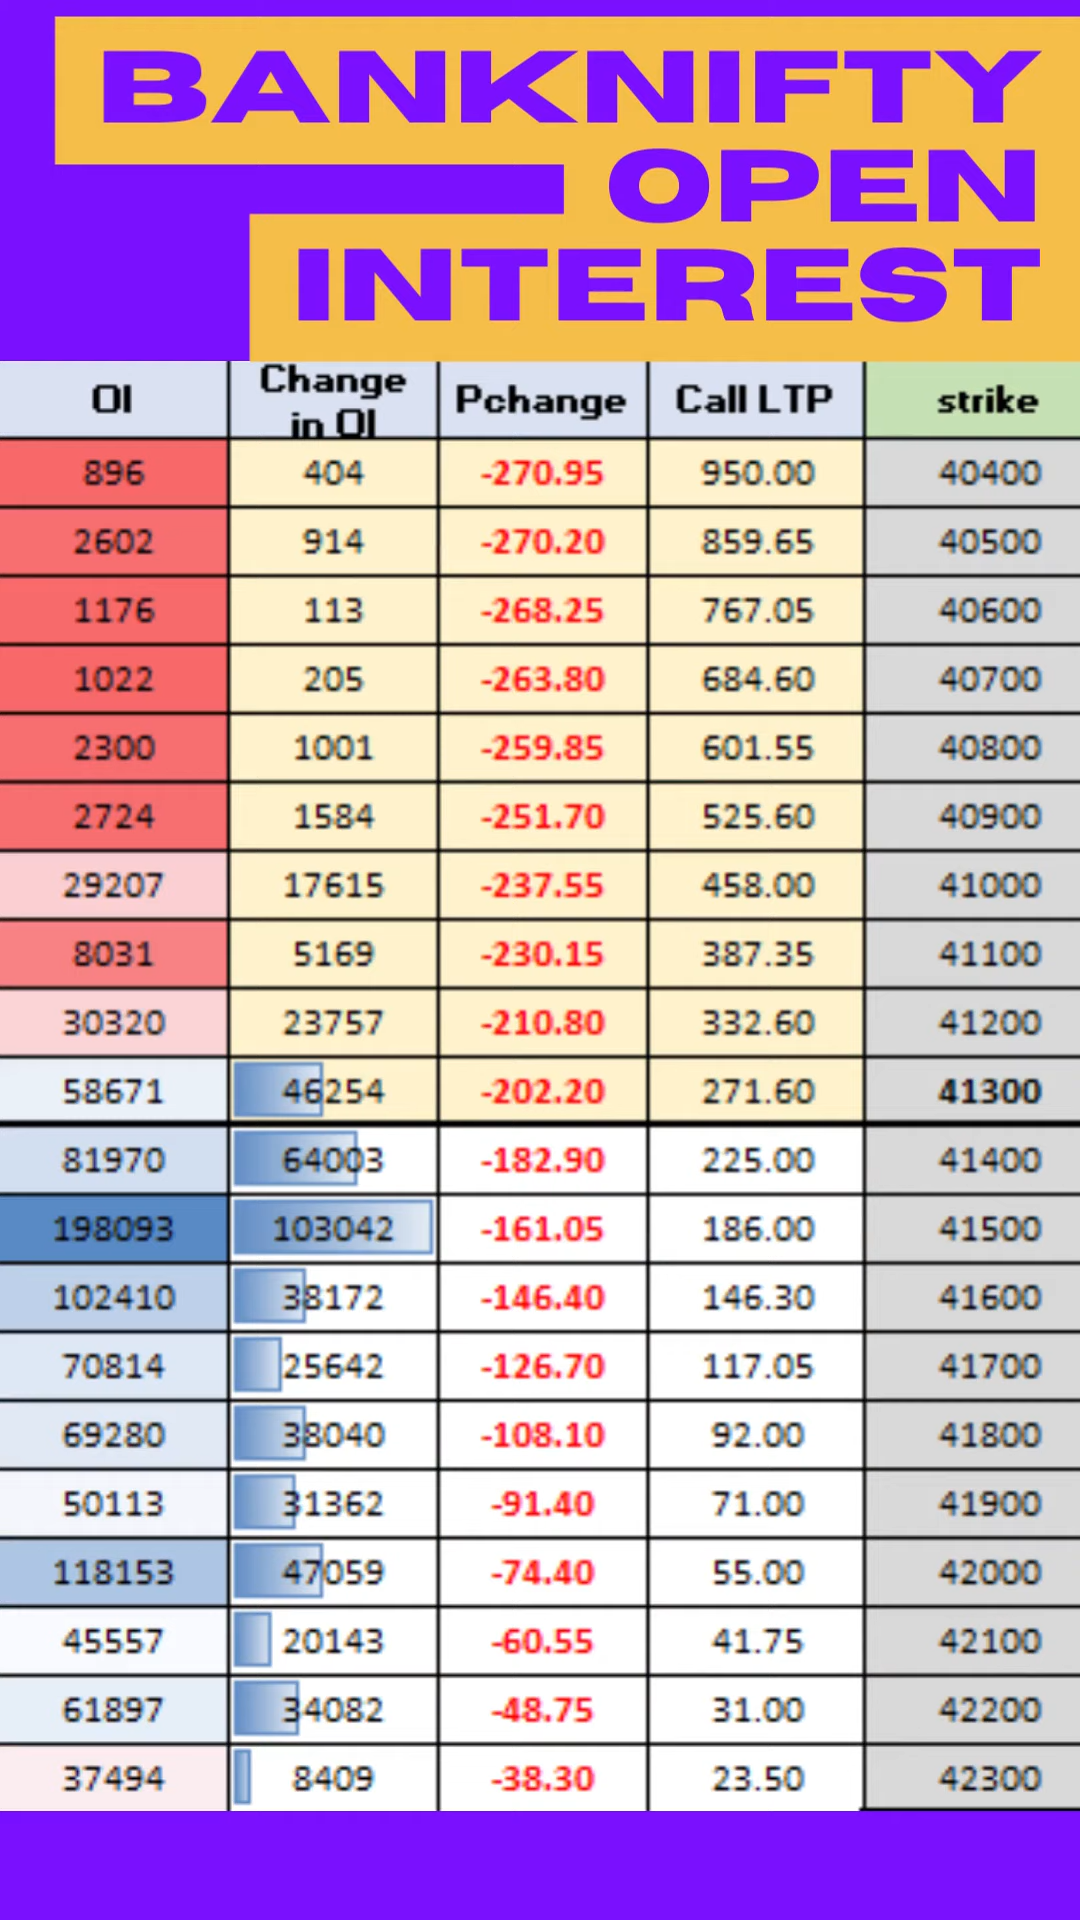 BANKNIFTY
OPEN
INTEREST
OI Change in OI Pchange Call LTP strike
896 404 -270.95 950.00 40400
2602 914 -270.20 859.65 40500
1176 113 -268.25 767.05 40600
1022 205 -263.80 684.60 40700
2300 1001 -259.85 601.55 40800
2724 1584 -251.70 525.60 40900
29207 17615 -237.55 458.00 41000
8031 5169 -230.15 387.35 41100
30320 23757 -210.80 332.60 41200
58671 46254 -202.20 271.60 41300
81970 64003 -182.90 225.00 41400
198093 103042 -161.05 186.00 41500
102410 38172 -146.40 146.30 41600
70814 25642 -126.70 117.05 41700
69280 38040 -108.10 92.00 41800
50113 31362 -91.40 71.00 41900
118153 47059 -74.40 55.00 42000
45557 20143 -60.55 41.75 42100
61897 34082 -48.75 31.00 42200
37494 8409 -38.30 23.50 42300